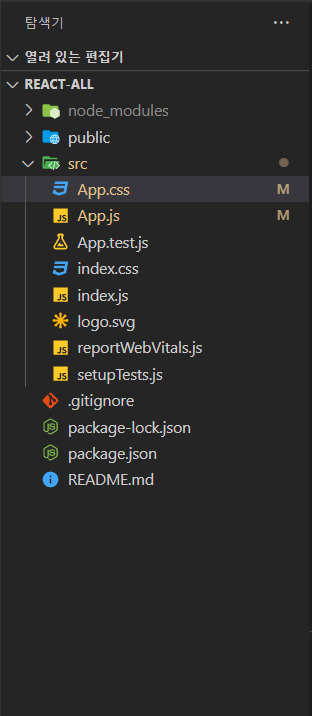 탐색기 ...
열려 있는 편집기
REACT-ALL
node_modules
public
src
App.css M
App.js M
App.test.js
index.css
index.js
logo.svg
reportWebVitals.js
setupTests.js
.gitignore
package-lock.json
package.json
README.md